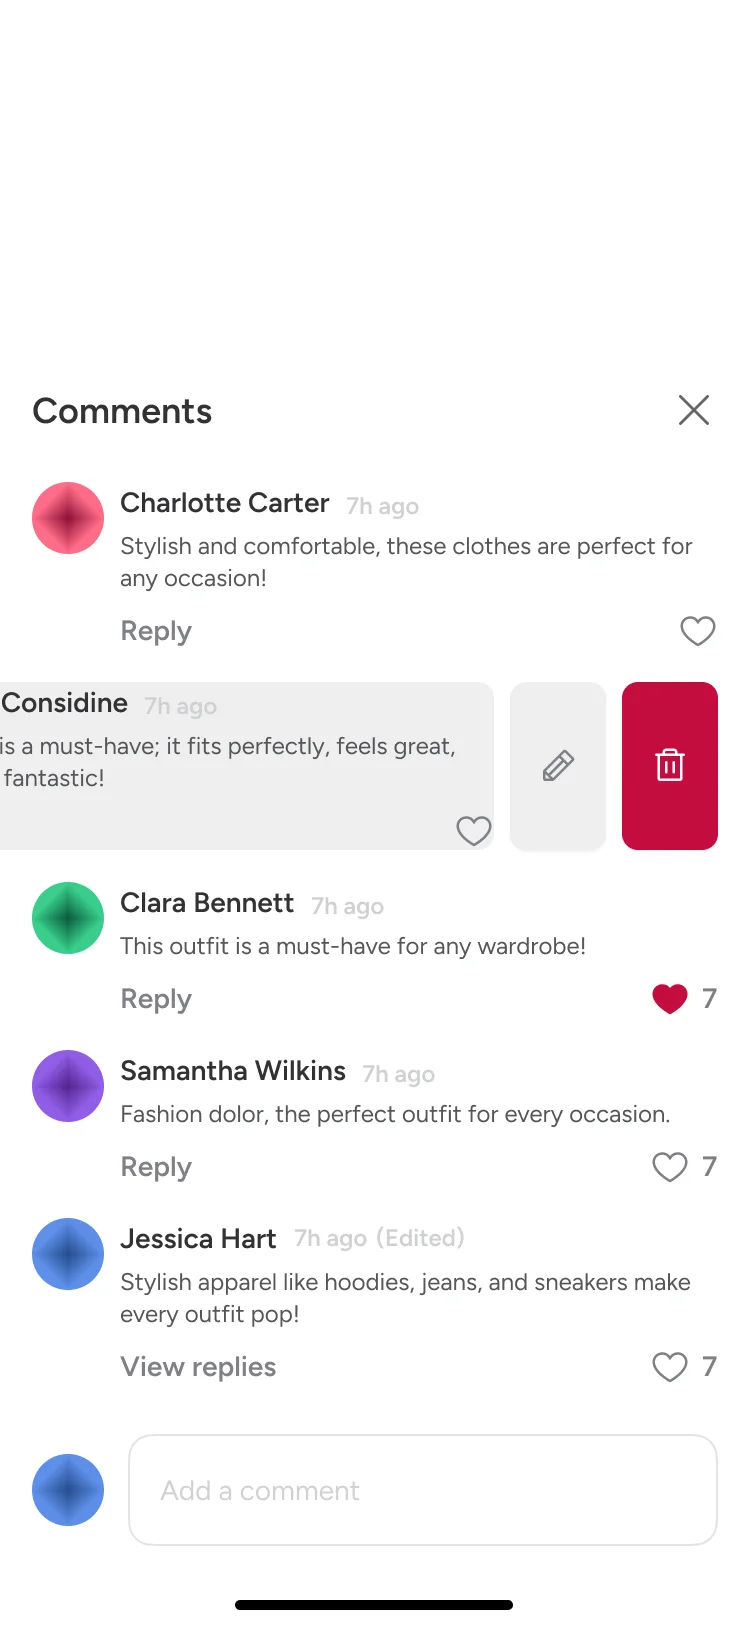 Comments
Charlotte Carter 7h ago
Stylish and comfortable, these clothes are perfect for
any occasion!
Reply
Considine 7h ago
is a must-have; it fits perfectly, feels great,
fantastic!
Clara Bennett 7h ago
This outfit is a must-have for any wardrobe!
Reply 7
Samantha Wilkins 7h ago
Fashion dolor, the perfect outfit for every occasion.
Reply 7
Jessica Hart 7h ago (Edited)
Stylish apparel like hoodies, jeans, and sneakers make
every outfit pop!
View replies 7
Add a comment